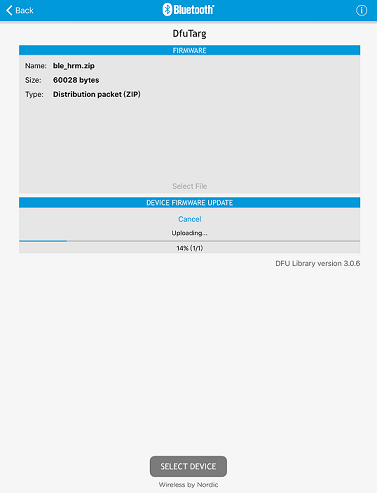 Back
Bluetooth®
DfuTarg
FIRMWARE
Name: ble_hrm.zip
Size: 60028 bytes
Type: Distribution packet (ZIP)
Select File
DEVICE FIRMWARE UPDATE
Cancel
Uploading...
14% (1/1)
DFU Library version 3.0.6
SELECT DEVICE
Wireless by Nordic